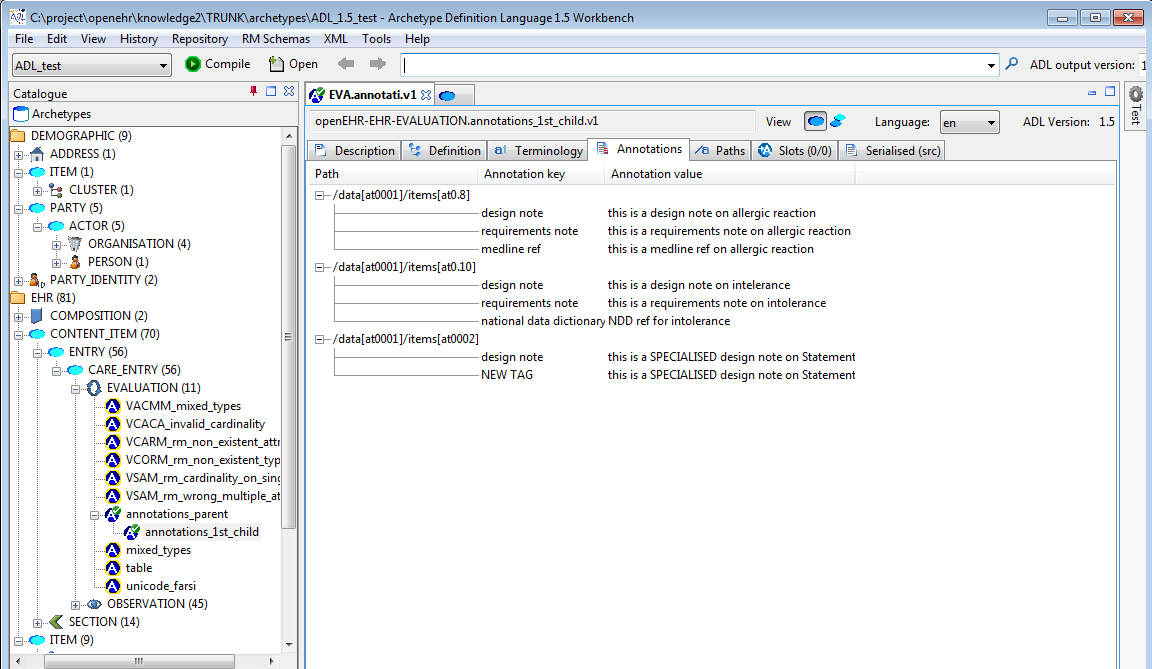 C:\project\openehr\knowledge2\TRUNK\archetypes\ADL_1.5_test - Archetype Definition Language 1.5 Workbench
File Edit View History Repository RM Schemas XML Tools Help
ADL_test Compile Open ADL output version: 1
Catalogue
Archetypes
DEMOGRAPHIC (9)
ADDRESS (1)
ITEM (1)
CLUSTER (1)
PARTY (5)
ACTOR (5)
ORGANISATION (4)
PERSON (1)
PARTY_IDENTITY (2)
EHR (81)
COMPOSITION (2)
CONTENT_ITEM (70)
ENTRY (56)
CARE_ENTRY (56)
EVALUATION (11)
VACMM_mixed_types
VCACA_invalid_cardinality
VCARM_rm_non_existent_attr
VCORM_rm_non_existent_typ
VSAM_rm_cardinality_on_sing
VSAM_rm_wrong_multiple_at
annotations_parent
annotations_1st_child
mixed_types
table
unicode_farsi
OBSERVATION (45)
SECTION (14)
ITEM (9)
EVA.annotati.v1
openEHR-EHR-EVALUATION.annotations_1st_child.v1 View Language: en ADL Version: 1.5
Description Definition Terminology Annotations Paths Slots (0/0) Serialised (src)
Path Annotation key Annotation value
/data[at0001]/items[at0.8]
design note this is a design note on allergic reaction
requirements note this is a requirements note on allergic reaction
medline ref this is a medline ref on allergic reaction
/data[at0001]/items[at0.10]
design note this is a design note on intelerance
requirements note this is a requirements note on intolerance
national data dictionary NDD ref for intolerance
/data[at0001]/items[at0002]
design note this is a SPECIALISED design note on Statement
NEW TAG this is a SPECIALISED design note on Statement
Test